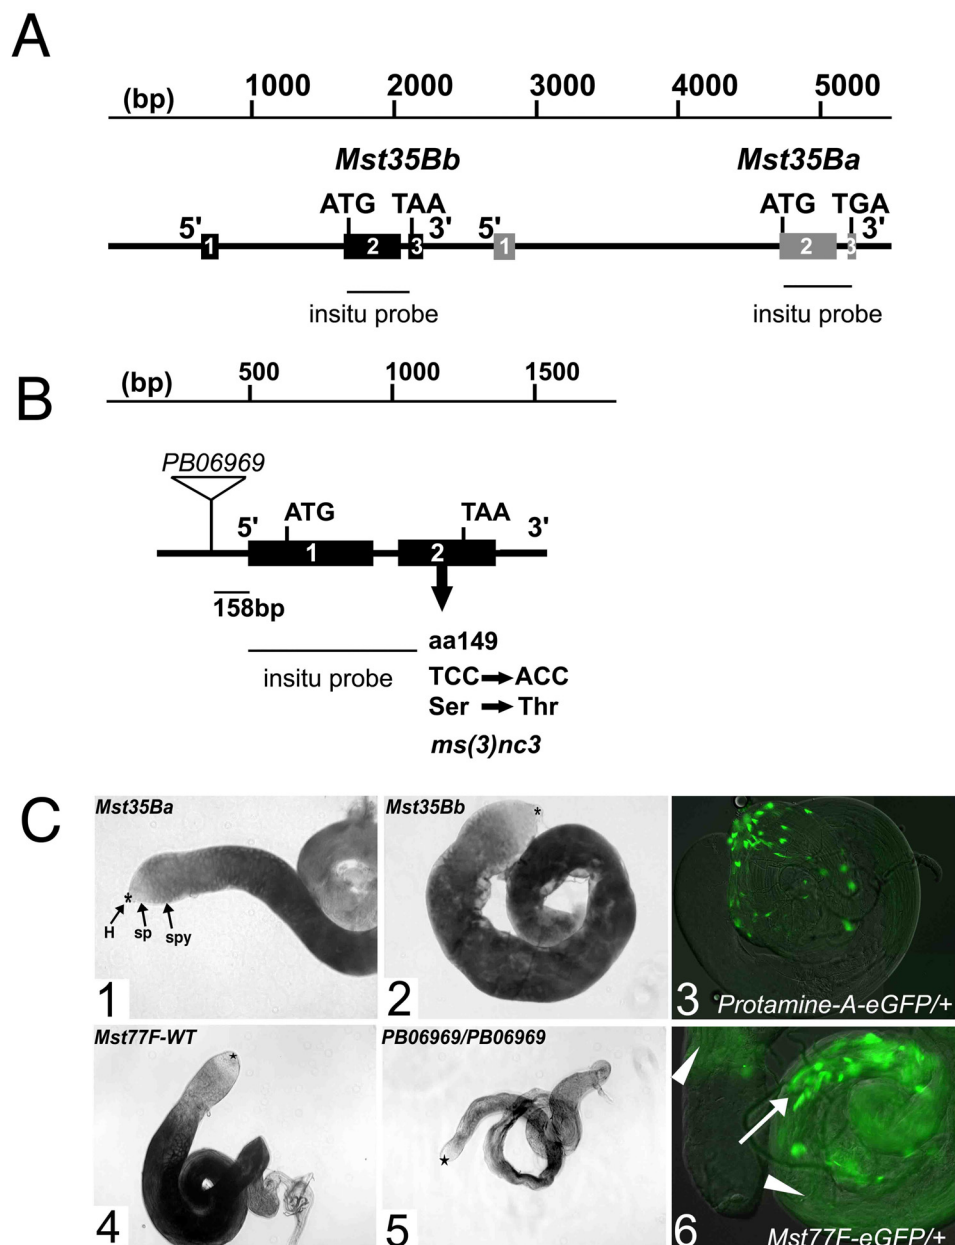 A
(bp) 1000 2000 3000 4000 5000
Mst35Bb Mst35Ba
ATG TAA ATG TGA
5' 3' 5' 3'
1 2 3 1 2 3
insitu probe insitu probe
B
(bp) 500 1000 1500
PB06969
5' ATG TAA 3'
1 2
158bp
aa149
insitu probe
TCC ACC
Ser Thr
ms(3)nc3
C
Mst35Ba Mst35Bb
* *
H sp spy
1 2 3 Protamine-A-eGFP/+
Mst77F-WT PB06969/PB06969
4 5 6 Mst77F-eGFP/+